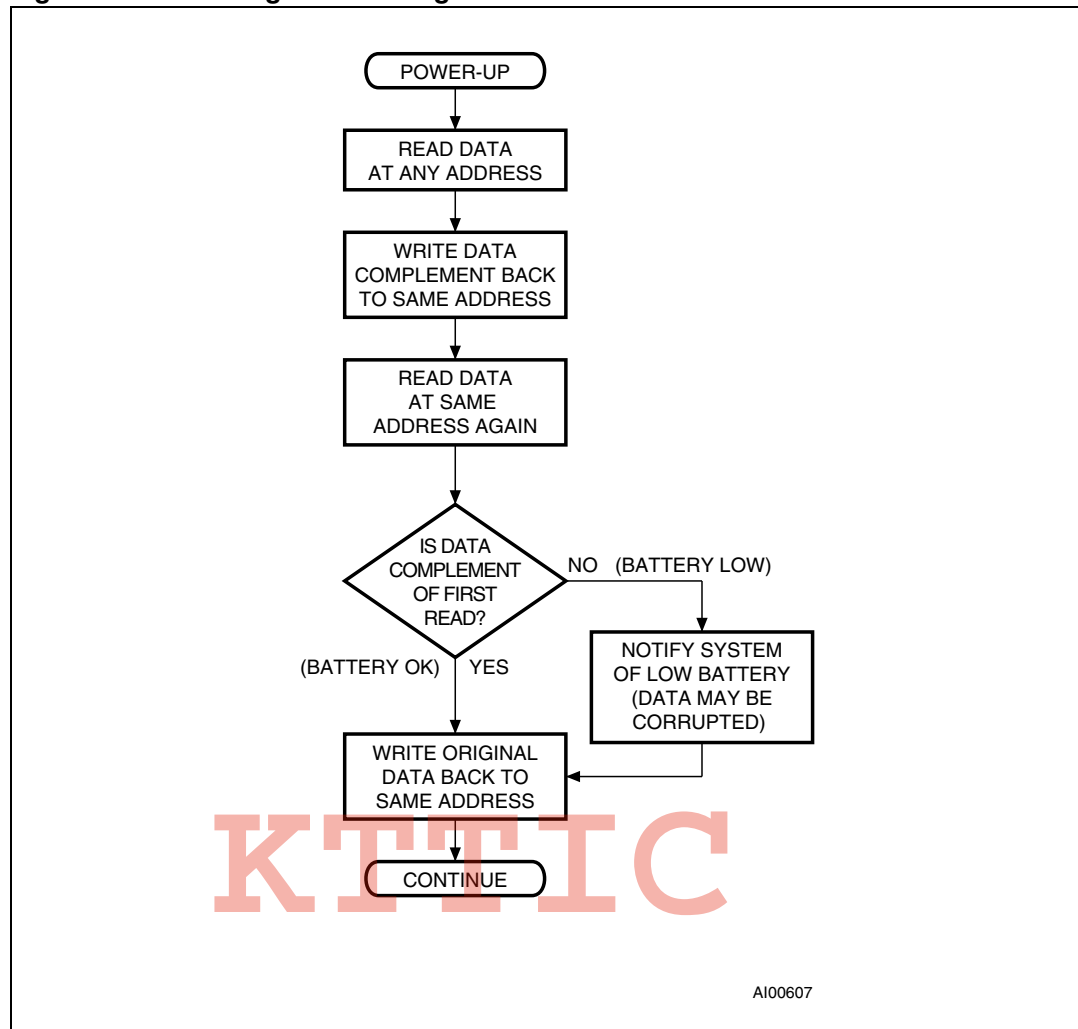 POWER-UP
READ DATA
AT ANY ADDRESS
WRITE DATA
COMPLEMENT BACK
TO SAME ADDRESS
READ DATA
AT SAME
ADDRESS AGAIN
IS DATA
COMPLEMENT
OF FIRST
READ?
NO (BATTERY LOW)
NOTIFY SYSTEM
OF LOW BATTERY
(DATA MAY BE
CORRUPTED)
(BATTERY OK) YES
WRITE ORIGINAL
DATA BACK TO
SAME ADDRESS
KTTIC
CONTINUE
AI00607